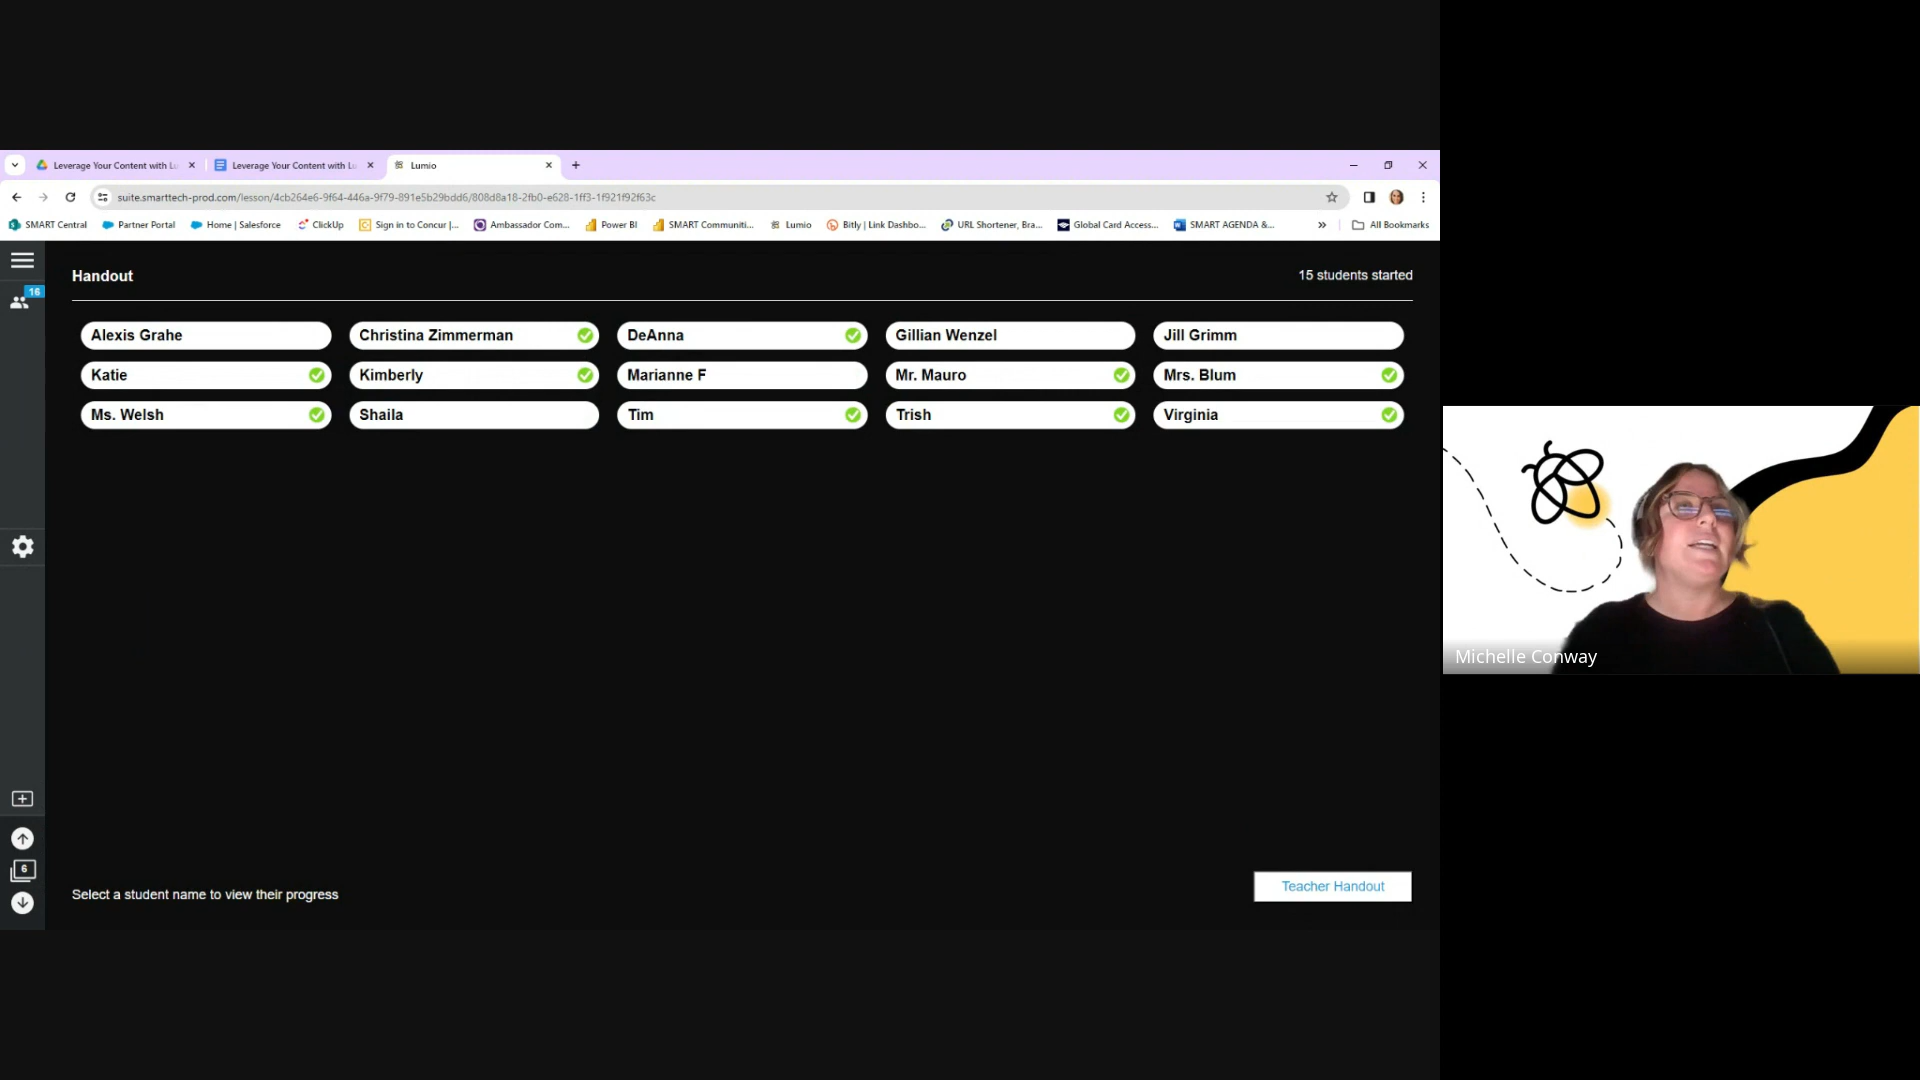 Leverage Your Content with Lu
Leverage Your Content with Lu
Lumio
suite.smarttech-prod.com/lesson/4cb264e6-9f64-446a-9f79-891e5b29bdd6/808d8a18-2fb0-e628-1ff3-1f921f92f63c
SMART Central
Partner Portal
Home | Salesforce
ClickUp
Sign in to Concur |...
Ambassador Com...
Power BI
SMART Communiti...
Lumio
Bitly | Link Dashbo...
URL Shortener, Bra...
Global Card Access...
SMART AGENDA &...
All Bookmarks
16
Handout
15 students started
Alexis Grahe
Christina Zimmerman
DeAnna
Gillian Wenzel
Jill Grimm
Katie
Kimberly
Marianne F
Mr. Mauro
Mrs. Blum
Ms. Welsh
Shaila
Tim
Trish
Virginia
Michelle Conway
6
Select a student name to view their progress
Teacher Handout